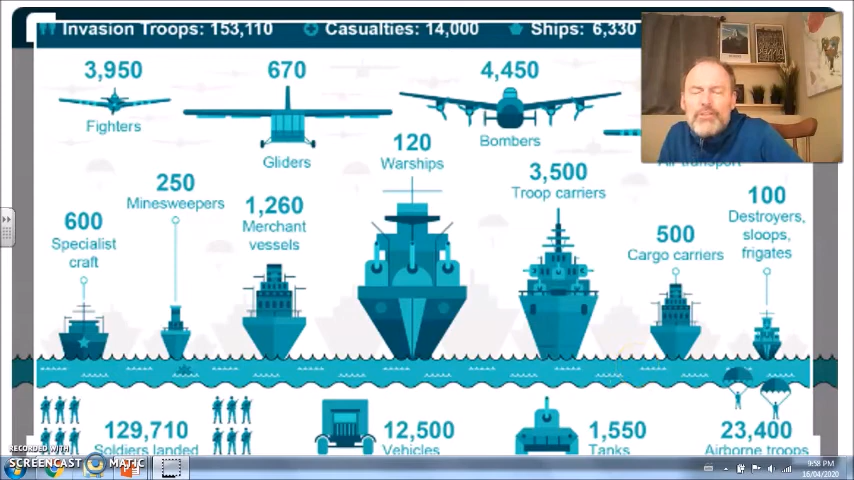 Invasion Troops: 153,110 Casualties: 14,000 Ships: 6,330
3,950
Fighters
670
Gliders
4,450
Bombers
120
Warships
3,500
Troop carriers
250
Minesweepers
600
Specialist
craft
1,260
Merchant
vessels
500
Cargo carriers
100
Destroyers,
sloops,
frigates
129,710
Soldiers landed
12,500
Vehicles
1,550
Tanks
23,400
Airborne troops
RECORDED WITH
SCREENCAST MATIC
9:58 PM
16/04/2020